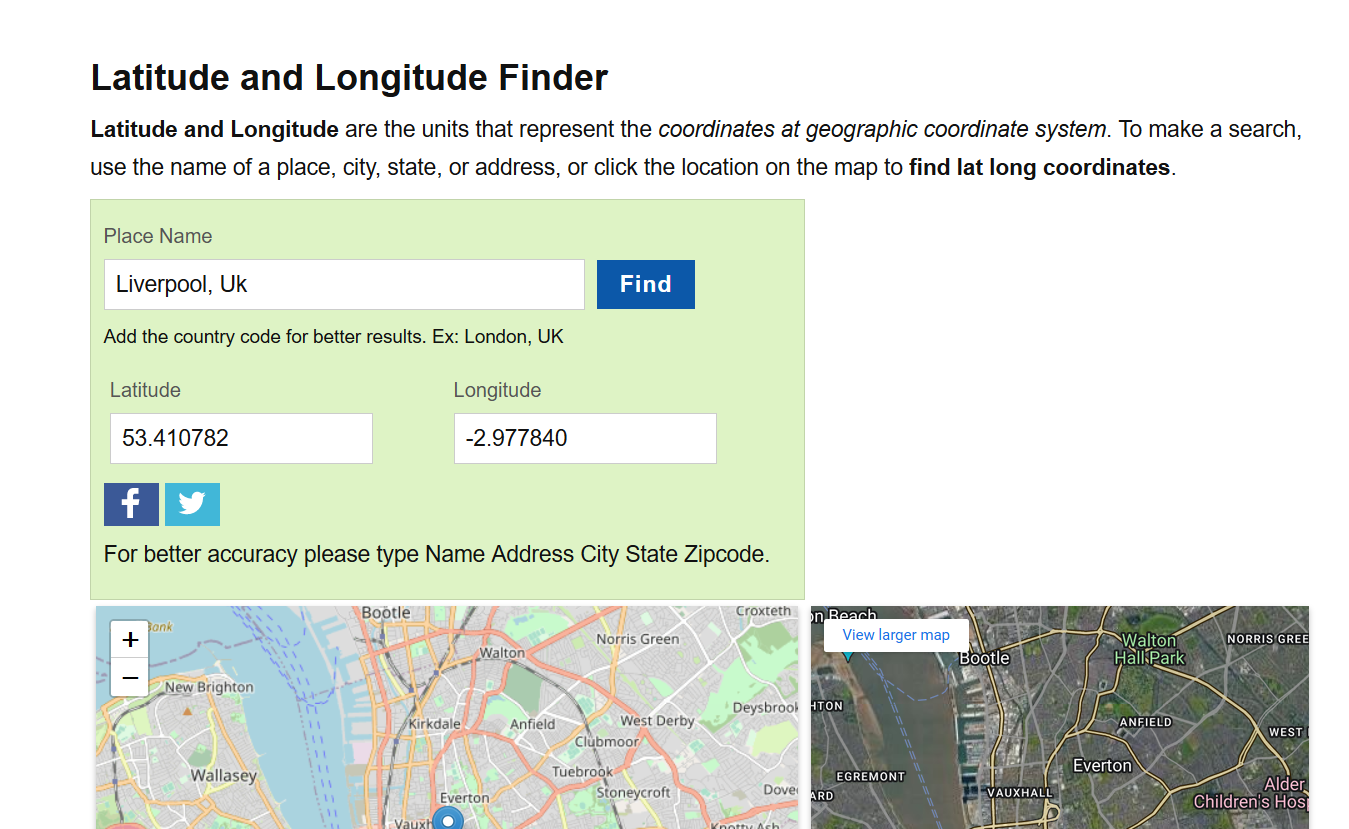 Latitude and Longitude Finder
Latitude and Longitude are the units that represent the coordinates at geographic coordinate system. To make a search,
use the name of a place, city, state, or address, or click the location on the map to find lat long coordinates.
Place Name
Liverpool, Uk
Find
Add the country code for better results. Ex: London, UK
Latitude
Longitude
53.410782
-2.977840
For better accuracy please type Name Address City State Zipcode.
+
−
Bank
Bootle
Croxteth
Norris Green
Walton
New Brighton
Deysbrook
Kirkdale
Anfield
West Derby
Clubmoor
Wallasey
Tuebrook
Stoneycroft
Dove
Everton
Vauxh
Knotty Ash
on Beach
View larger map
Bootle
Walton
Hall Park
NORRIS GREE
HTON
ANFIELD
WEST
Everton
EGREMONT
ARD
VAUXHALL
Alder
Children's Hosp